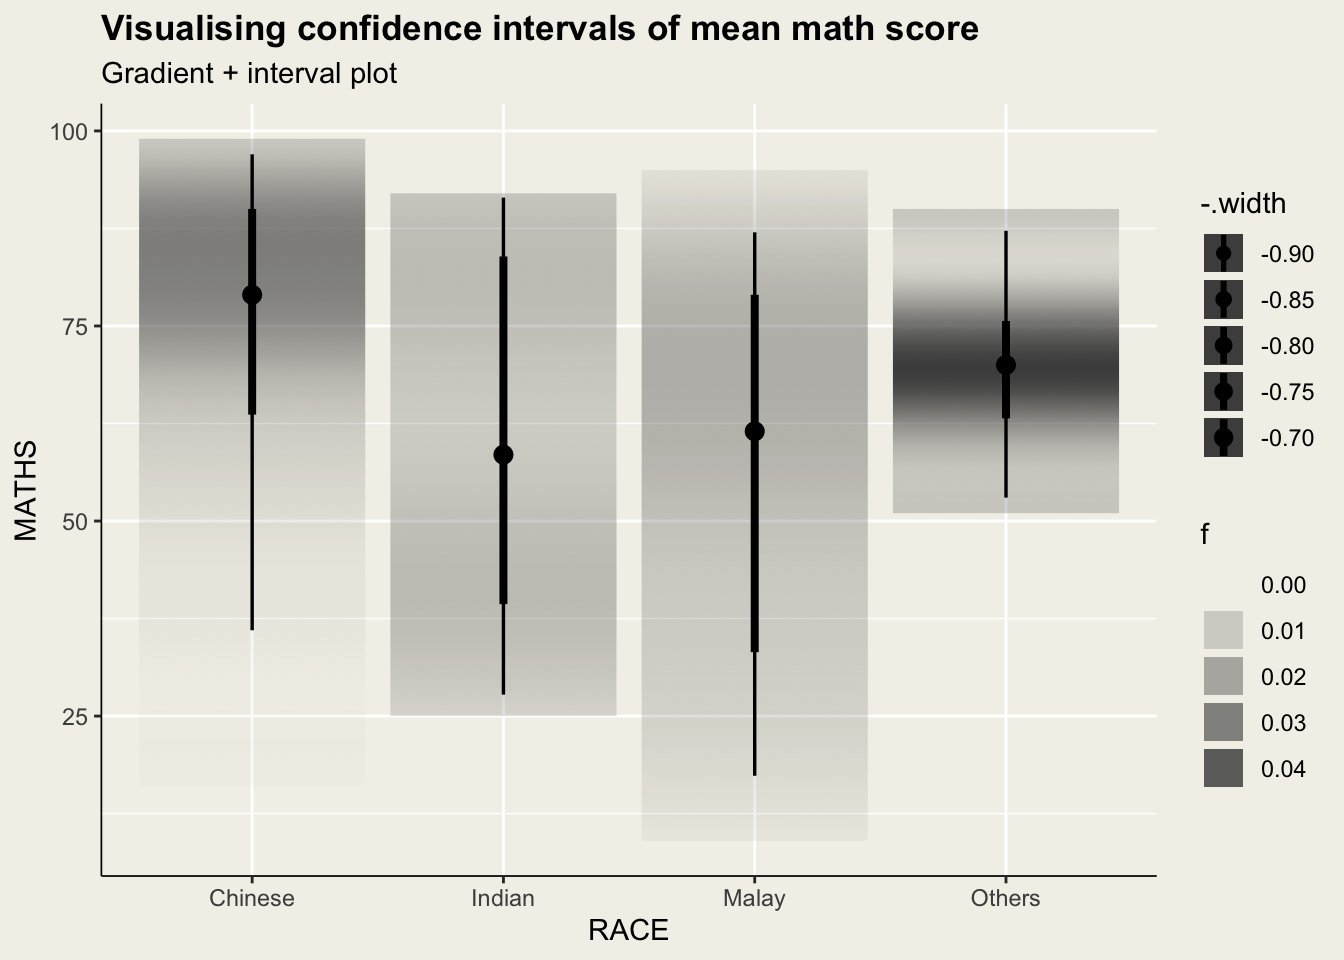 Visualising confidence intervals of mean math score
Gradient + interval plot
MATHS
100
75
50
25
Chinese
Indian
Malay
Others
RACE
-.width
-0.90
-0.85
-0.80
-0.75
-0.70
f
0.00
0.01
0.02
0.03
0.04